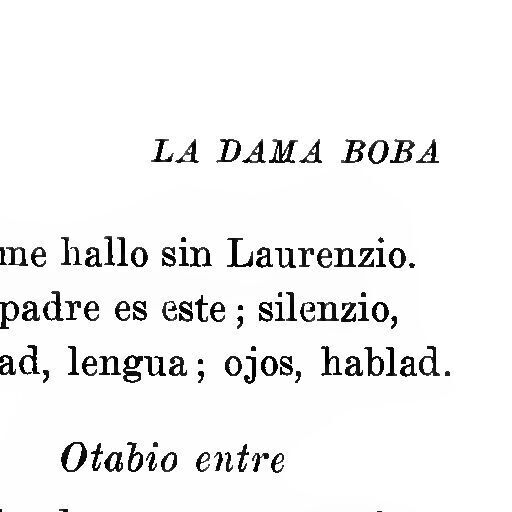 LA DAMA BOBA
me hallo sin Laurenzio.
padre es este; silenzio,
ad, lengua; ojos, hablad.
Otabio entre